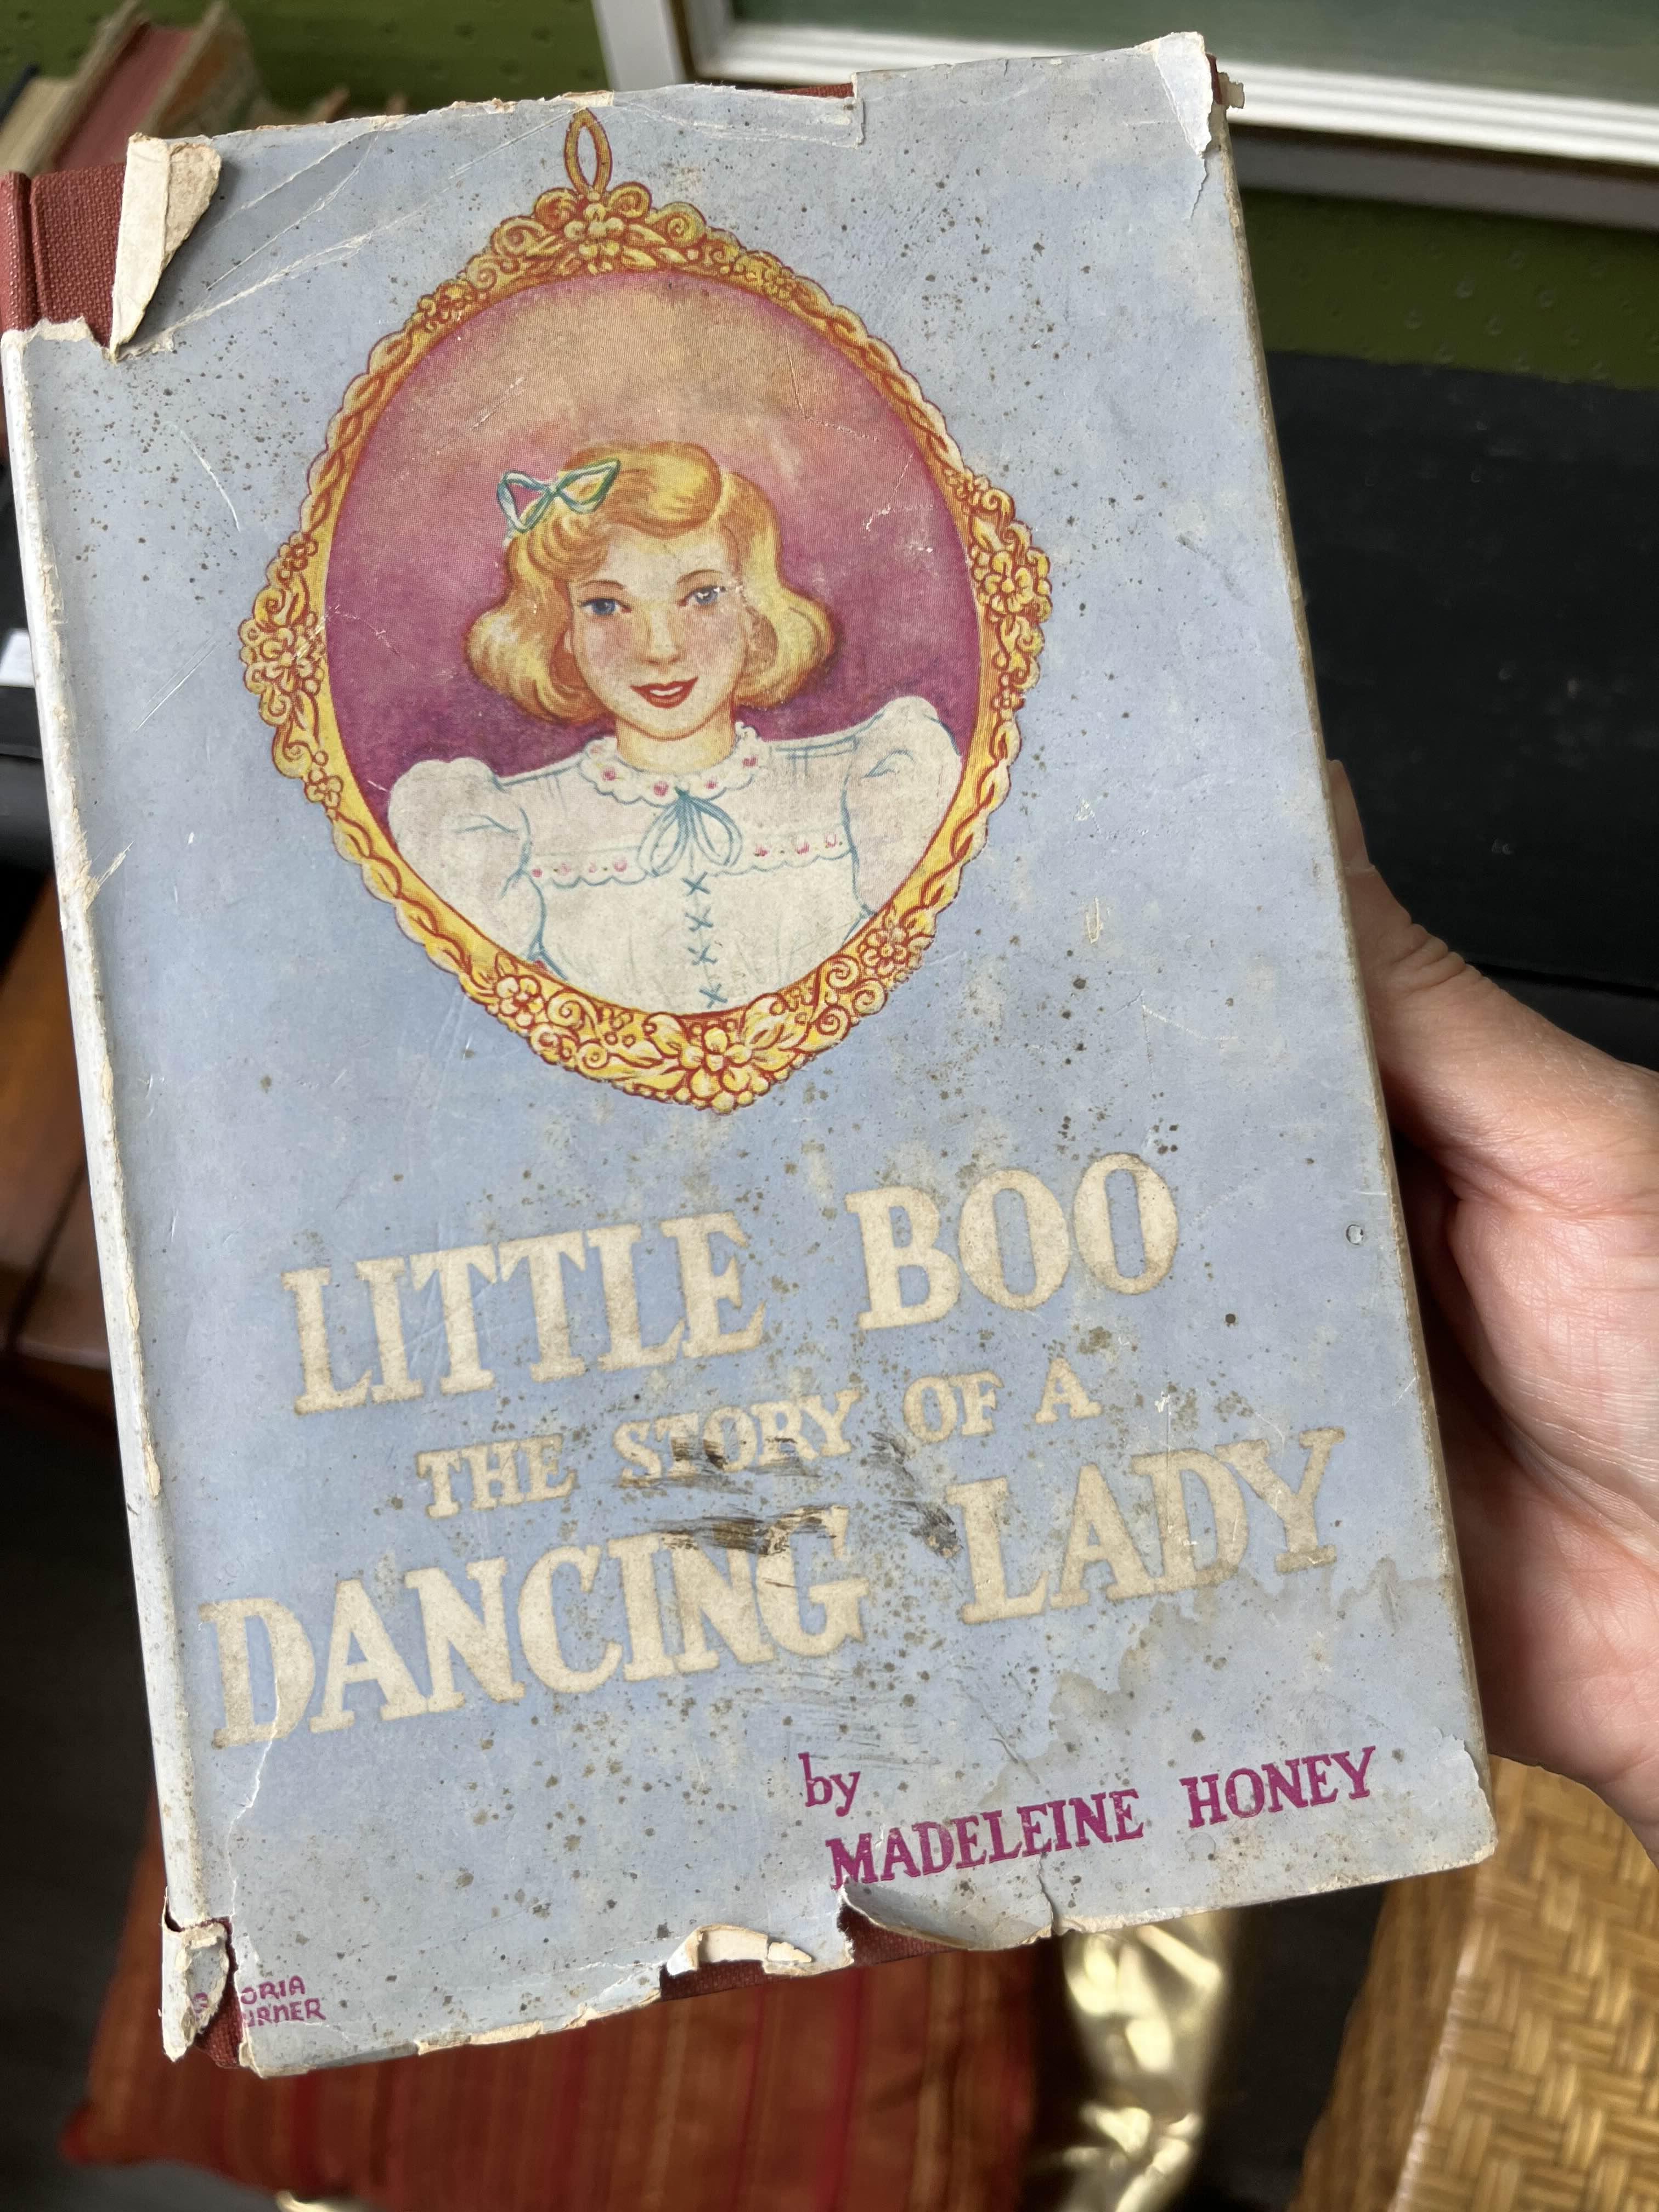 LITTLE BOO
THE STORY OF A
DANCING LADY
by
MADELEINE HONEY